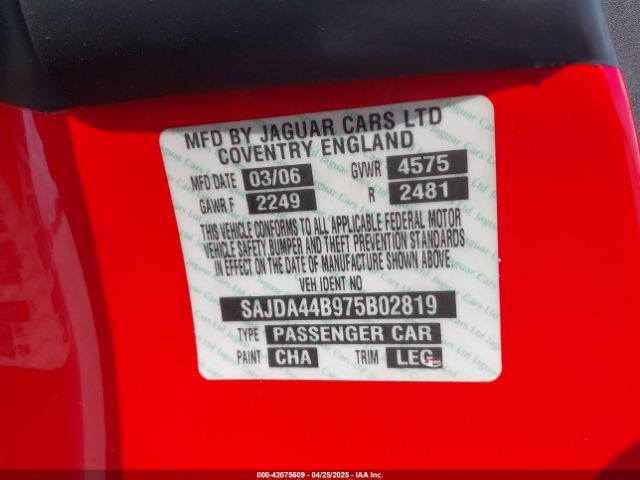 MFD BY JAGUAR CARS LTD
COVENTRY ENGLAND
MFD DATE 03/06 GVWR 4575
GAWR F 2249 R 2481
THIS VEHICLE CONFORMS TO ALL APPLICABLE FEDERAL MOTOR
VEHICLE SAFETY BUMPER AND THEFT PREVENTION STANDARDS
IN EFFECT ON THE DATE OF MANUFACTURE SHOWN ABOVE.
VEH IDENT NO
SAJDA44B975B02819
TYPE PASSENGER CAR
PAINT CHA TRIM LEG
000-42075609 - 04/25/2025 - IAA Inc.